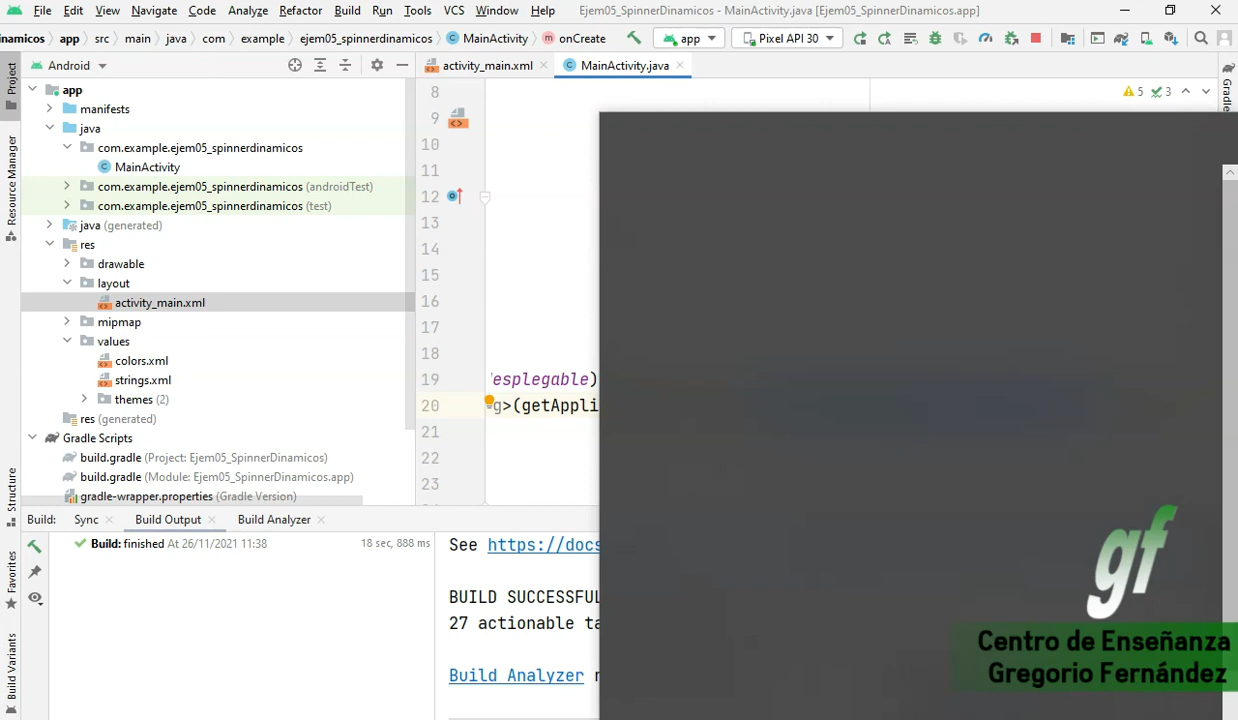 File Edit View Navigate Code Analyze Refactor Build Run Tools VCS Window Help Ejem05_SpinnerDinamicos - MainActivity.java [Ejem05_SpinnerDinamicos.app]
inamicos app src main java com example ejem05_spinnerdinamicos MainActivity onCreate app Pixel API 30
Project
Resource Manager
Structure
Favorites
Build Variants
Android
app
manifests
java
com.example.ejem05_spinnerdinamicos
MainActivity
com.example.ejem05_spinnerdinamicos (androidTest)
com.example.ejem05_spinnerdinamicos (test)
java (generated)
res
drawable
layout
activity_main.xml
mipmap
values
colors.xml
strings.xml
themes (2)
res (generated)
Gradle Scripts
build.gradle (Project: Ejem05_SpinnerDinamicos)
build.gradle (Module: Ejem05_SpinnerDinamicos.app)
gradle-wrapper.properties (Gradle Version)
activity_main.xml MainActivity.java
5 3
8
9
10
11
12
13
14
15
16
17
18
19 esplegable)
20 g>(getAppli
21
22
23
Gradle
Build: Sync Build Output Build Analyzer
Build: finished At 26/11/2021 11:38 18 sec, 888 ms
See https://docs
BUILD SUCCESSFUL
27 actionable ta
Build Analyzer
gf
Centro de Enseñanza
Gregorio Fernández